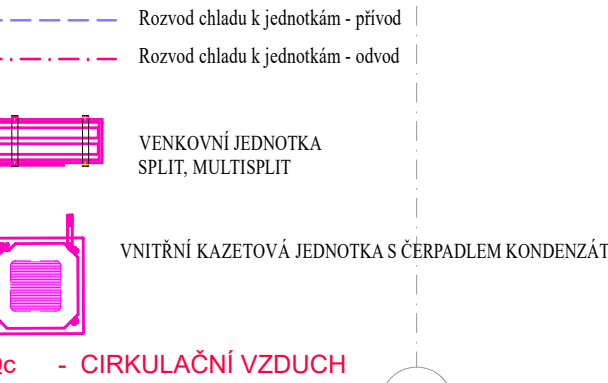 Rozvod chladu k jednotkám - přívod
Rozvod chladu k jednotkám - odvod
VENKOVNÍ JEDNOTKA
SPLIT, MULTISPLIT
VNITŘNÍ KAZETOVÁ JEDNOTKA S ČERPADLEM KONDENZÁT
- CIRKULAČNÍ VZDUCH